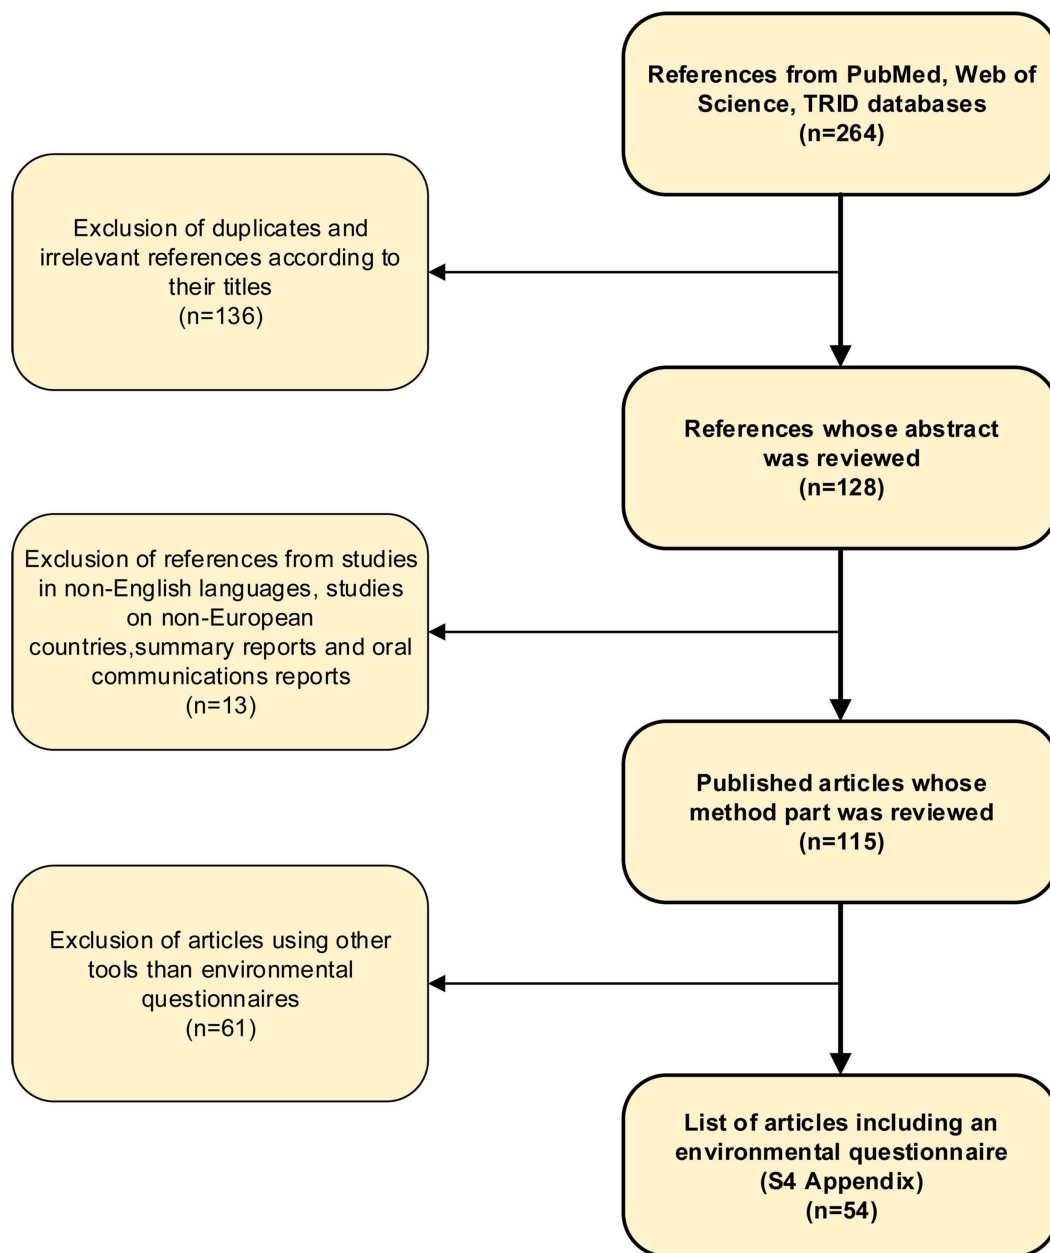 References from PubMed, Web of
Science, TRID databases
(n=264)
Exclusion of duplicates and
irrelevant references according to
their titles
(n=136)
References whose abstract
was reviewed
(n=128)
Exclusion of references from studies
in non-English languages, studies
on non-European
countries,summary reports and oral
communications reports
(n=13)
Published articles whose
method part was reviewed
(n=115)
Exclusion of articles using other
tools than environmental
questionnaires
(n=61)
List of articles including an
environmental questionnaire
(S4 Appendix)
(n=54)